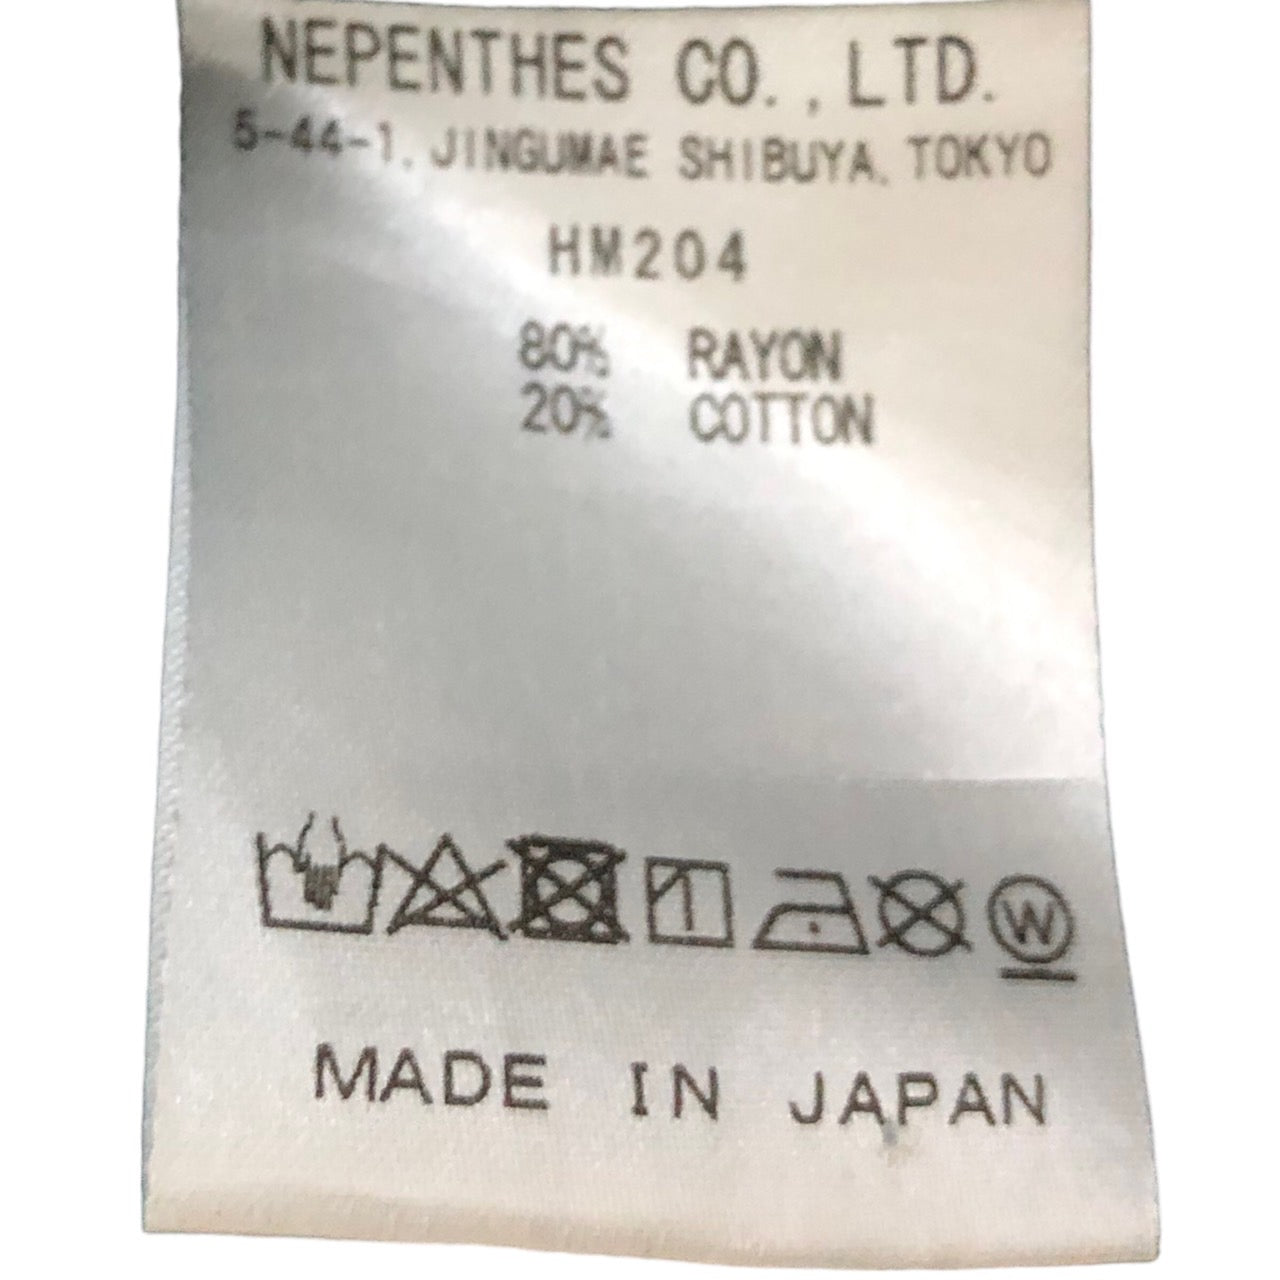 NEPENTHES CO., LTD.
5-44-1, JINGUMAE SHIBUYA, TOKYO
HM204
80% RAYON
20% COTTON
W
MADE IN JAPAN